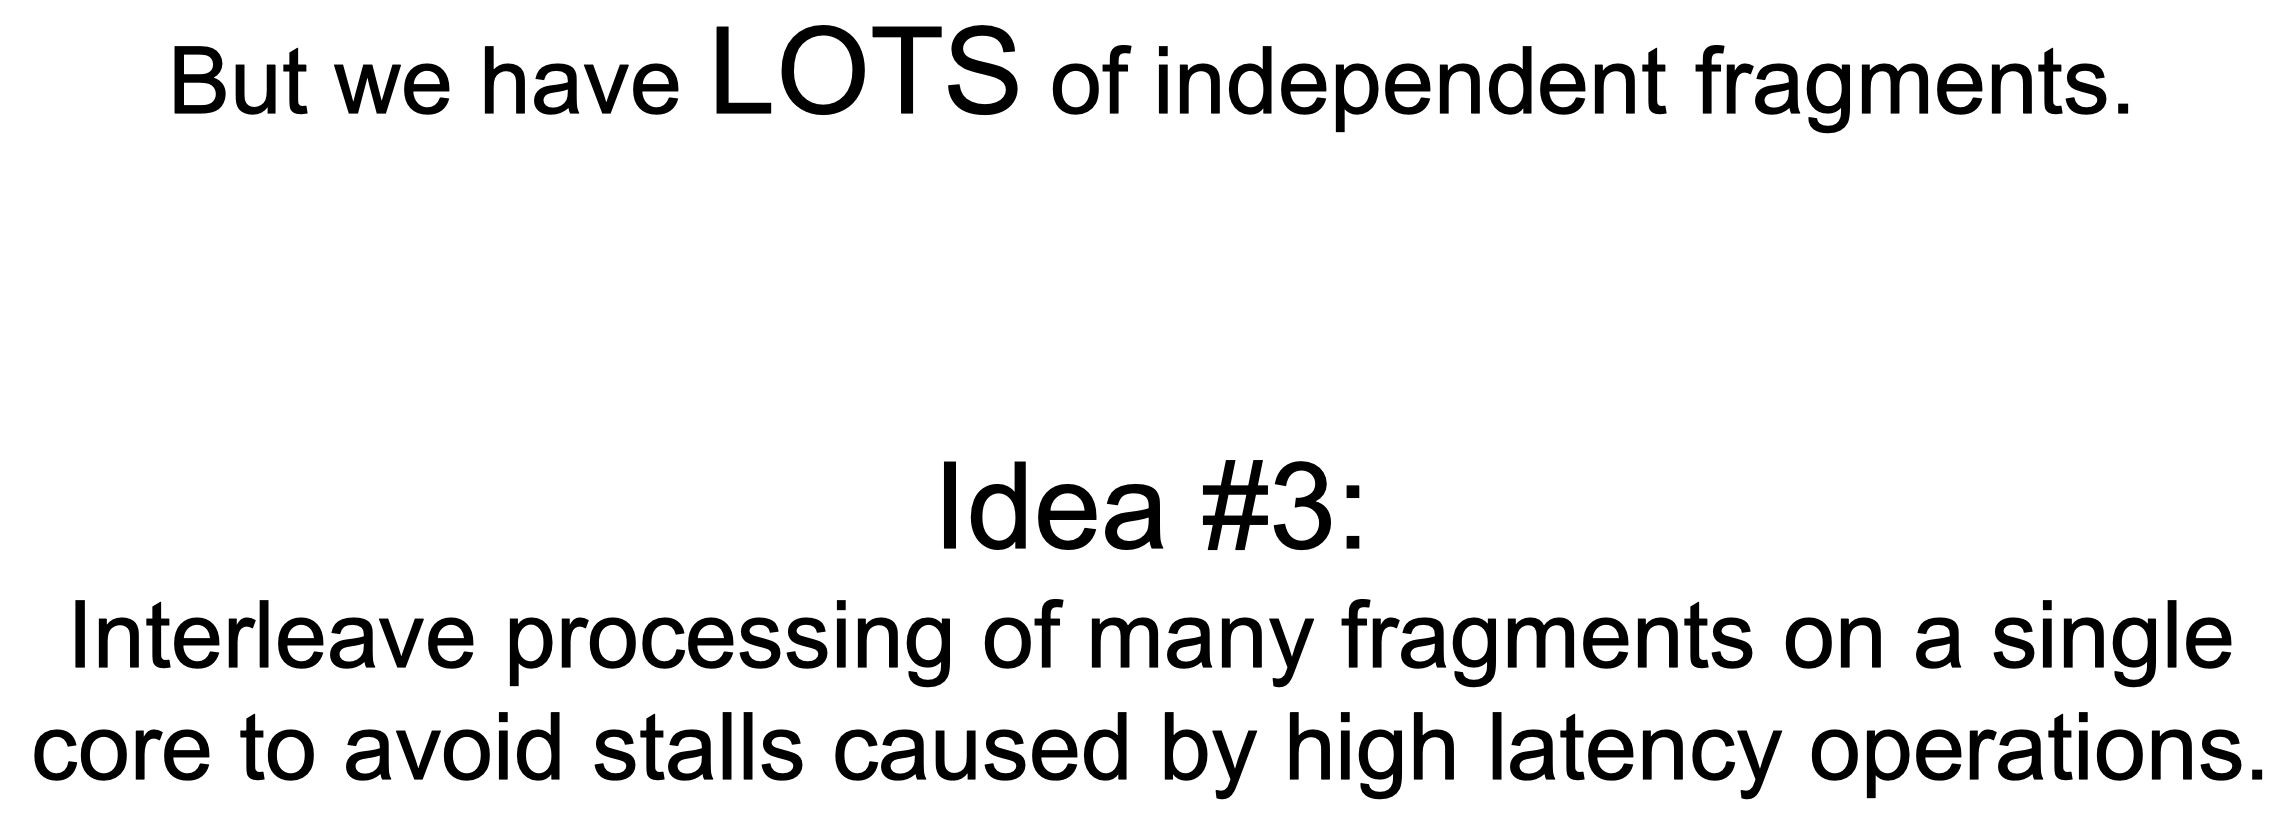 But we have LOTS of independent fragments.
Idea #3:
Interleave processing of many fragments on a single
core to avoid stalls caused by high latency operations.